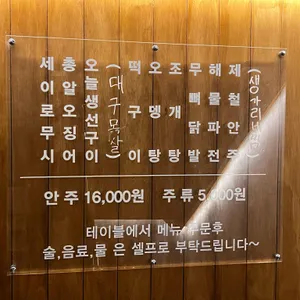 세이로무시
총알오징어
오늘생선구이
(대구목살)
떡구이
오뎅탕
조개탕
무뼈닭발
해물파전
제철안주
안 주 16,000원 주 류 5,000원
테이블에서 메뉴 주문후
술,음료,물 은 셀프로 부탁드립니다~